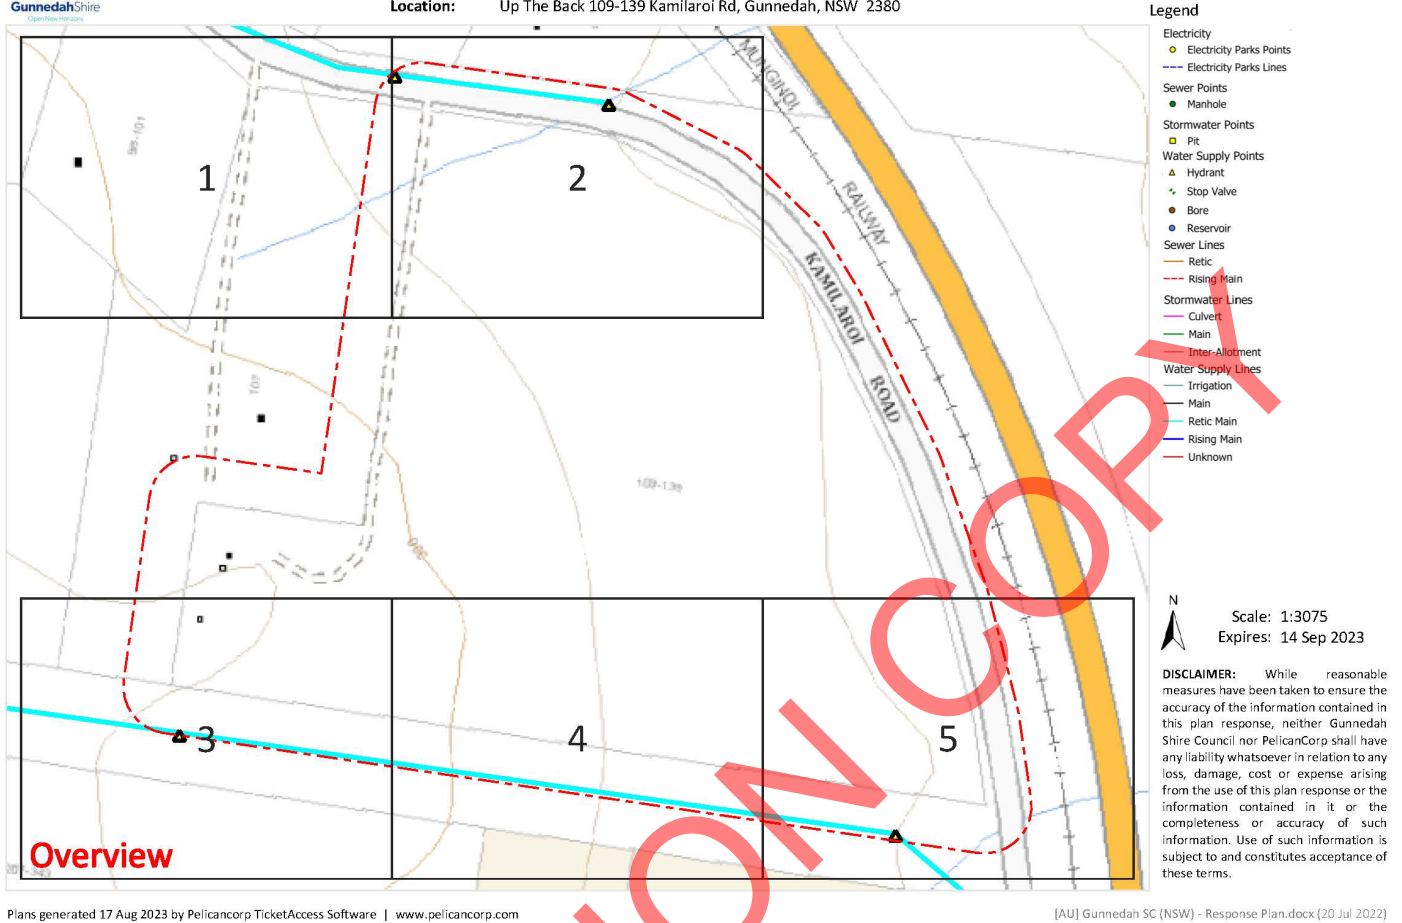 GunnedahShire
Open New Horizons
Location: Up The Back 109-139 Kamilaroi Rd, Gunnedah, NSW 2380
Legend
Electricity
Electricity Parks Points
Electricity Parks Lines
Sewer Points
Manhole
Stormwater Points
Pit
Water Supply Points
Hydrant
Stop Valve
Bore
Reservoir
Sewer Lines
Retic
Rising Main
Stormwater Lines
Culvert
Main
Inter-Allotment
Water Supply Lines
Irrigation
Main
Retic Main
Rising Main
Unknown
MUNGINDI
RAILWAY
KAMILAROI
ROAD
1
2
107
109-139
300
3
4
5
Overview
ON COPY
N
Scale: 1:3075
Expires: 14 Sep 2023
DISCLAIMER: While reasonable
measures have been taken to ensure the
accuracy of the information contained in
this plan response, neither Gunnedah
Shire Council nor PelicanCorp shall have
any liability whatsoever in relation to any
loss, damage, cost or expense arising
from the use of this plan response or the
information contained in it or the
completeness or accuracy of such
information. Use of such information is
subject to and constitutes acceptance of
these terms.
Plans generated 17 Aug 2023 by Pelicancorp TicketAccess Software | www.pelicancorp.com
[AU] Gunnedah SC (NSW) - Response Plan.docx (20 Jul 2022)